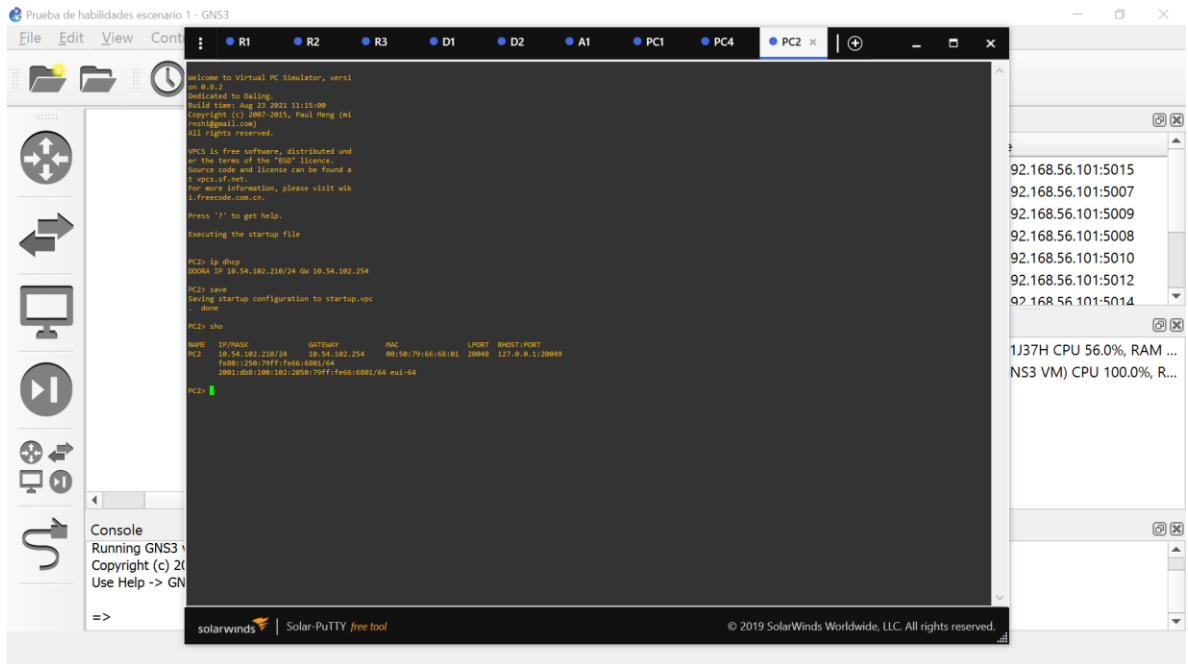 Prueba de habilidades escenario 1 - GNS3
File Edit View Cont
R1 R2 R3 D1 D2 A1 PC1 PC4 PC2
Welcome to Virtual PC Simulator, versi
on 0.8.2
Dedicated to Daling.
Build time: Aug 23 2021 11:15:00
Copyright (c) 2007-2015, Paul Meng (mi
rnshi@gmail.com)
All rights reserved.
VPCS is free software, distributed und
er the terms of the "BSD" licence.
Source code and license can be found a
t vpcs.sf.net.
For more information, please visit wik
i.freecode.com.cn.
Press '?' to get help.
Executing the startup file
PC2> ip dhcp
DDORA IP 10.54.102.210/24 GW 10.54.102.254
PC2> save
Saving startup configuration to startup.vpc
. done
PC2> sho
NAME IP/MASK GATEWAY MAC LPORT RHOST:PORT
PC2 10.54.102.210/24 10.54.102.254 00:50:79:66:68:01 20048 127.0.0.1:20049
fe80::250:79ff:fe66:6801/64
2001:db8:100:102:2050:79ff:fe66:6801/64 eui-64
PC2>
92.168.56.101:5015
92.168.56.101:5007
92.168.56.101:5009
92.168.56.101:5008
92.168.56.101:5010
92.168.56.101:5012
92.168.56.101:5014
1J37H CPU 56.0%, RAM ...
NS3 VM) CPU 100.0%, R...
Console
Running GNS3 v
Copyright (c) 20
Use Help -> GN
=>
solarwinds Solar-PuTTY free tool
© 2019 SolarWinds Worldwide, LLC. All rights reserved.